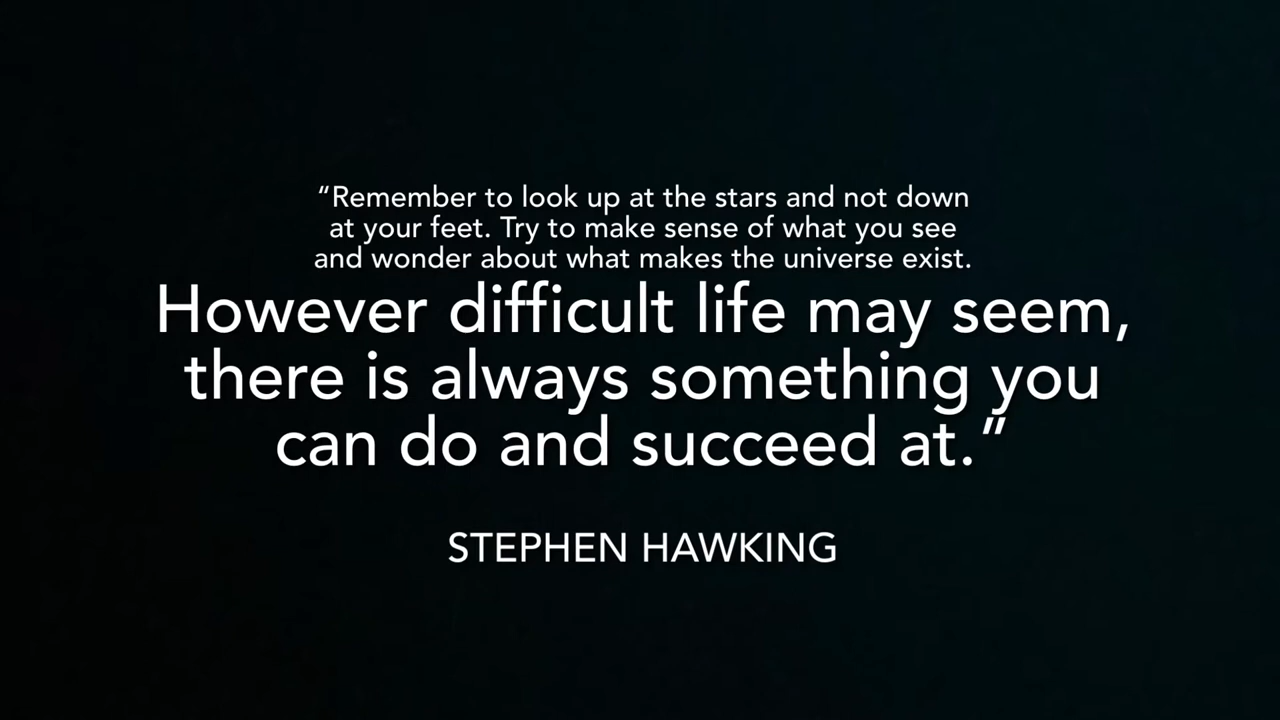 “Remember to look up at the stars and not down
at your feet. Try to make sense of what you see
and wonder about what makes the universe exist.
However difficult life may seem,
there is always something you
can do and succeed at.”
STEPHEN HAWKING